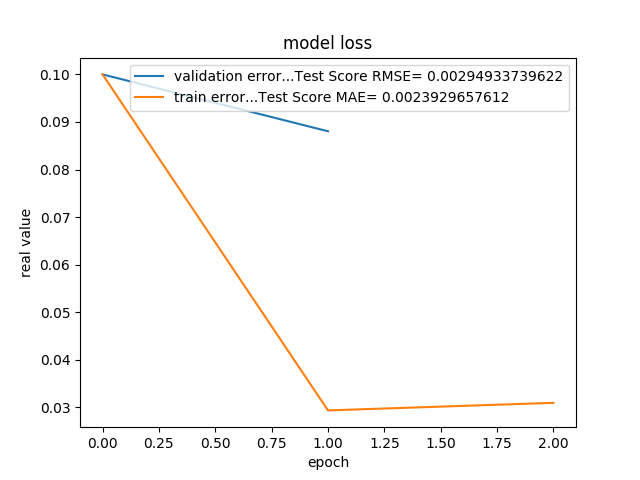 model loss
validation error...Test Score RMSE= 0.00294933739622
train error...Test Score MAE= 0.0023929657612
0.10
0.09
0.08
0.07
0.06
0.05
0.04
0.03
real value
0.00 0.25 0.50 0.75 1.00 1.25 1.50 1.75 2.00
epoch